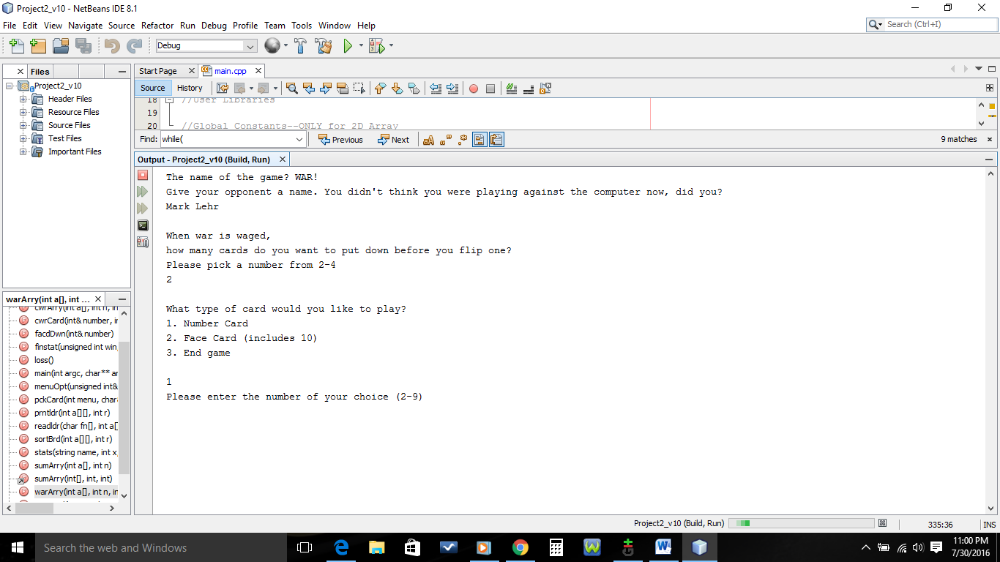 Project2_v10 - NetBeans IDE 8.1
File Edit View Navigate Source Refactor Run Debug Profile Team Tools Window Help
Search (Ctrl+I)
Debug
Files
Project2_v10
Header Files
Resource Files
Source Files
Test Files
Important Files
Start Page
main.cpp
Source History
18 //User Libraries
19
20 //Global Constants--ONLY for 2D Array
Find: while( Previous Next 9 matches
Output - Project2_v10 (Build, Run)
The name of the game? WAR!
Give your opponent a name. You didn't think you were playing against the computer now, did you?
Mark Lehr
When war is waged,
how many cards do you want to put down before you flip one?
Please pick a number from 2-4
2
What type of card would you like to play?
1. Number Card
2. Face Card (includes 10)
3. End game
1
Please enter the number of your choice (2-9)
warArry(int a[], int ...
cwrArry(int a[], int n, in
cwrCard(int& number, in
facdDwn(int& number)
finstat(unsigned int win,
loss()
main(int argc, char** ar
menuOpt(unsigned int&
pckCard(int menu, char
prntldr(int a[][], int r)
readldr(char fn[], int a[
sortBrd(int a[][], int r)
stats(string name, int x,
sumArry(int a[], int n)
sumArry(int[], int, int)
warArry(int a[], int n, in
Project2_v10 (Build, Run)
335:36 INS
Search the web and Windows
11:00 PM
7/30/2016